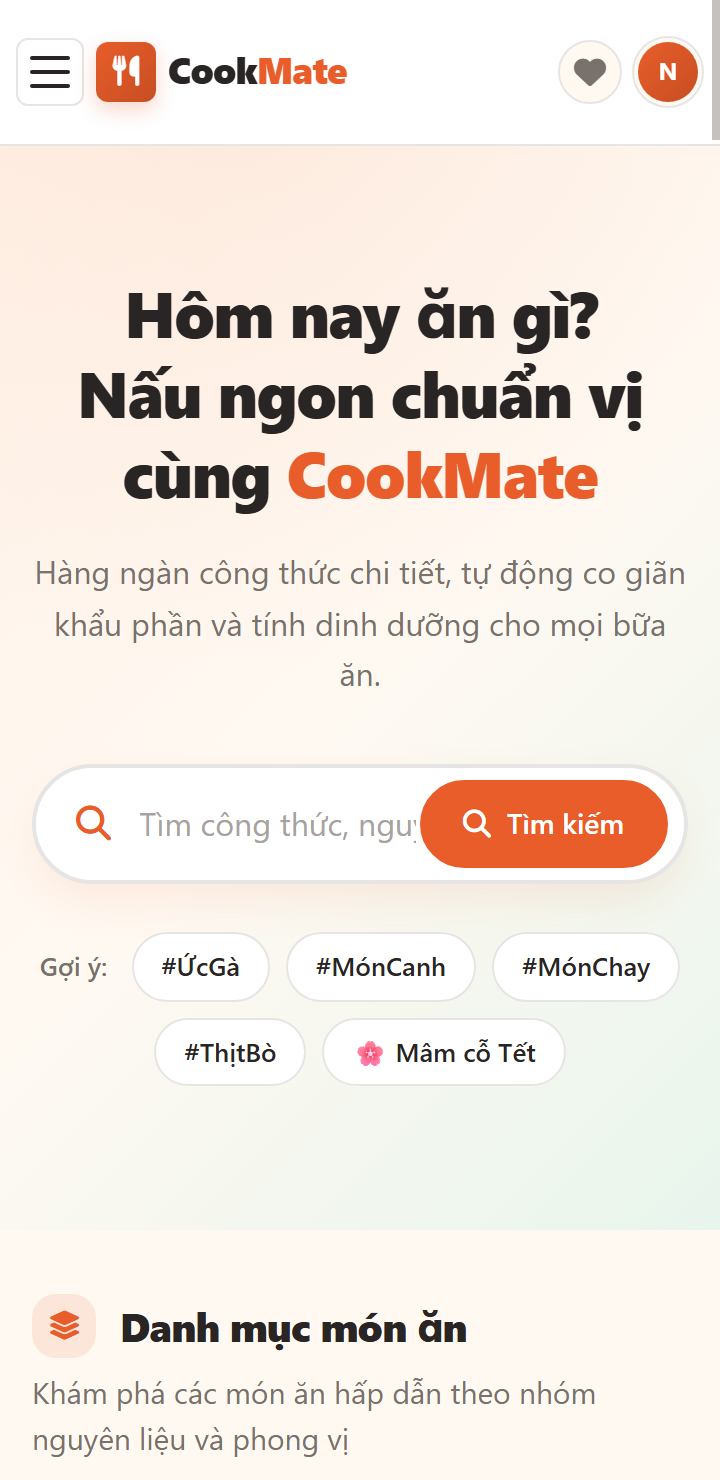 CookMate
N
Hôm nay ăn gì?
Nấu ngon chuẩn vị
cùng CookMate
Hàng ngàn công thức chi tiết, tự động co giãn
khẩu phần và tính dinh dưỡng cho mọi bữa
ăn.
Tìm công thức, nguy
Tìm kiếm
Gợi ý: #ỨcGà #MónCanh #MónChay
#ThịtBò 🌸 Mâm cỗ Tết
Danh mục món ăn
Khám phá các món ăn hấp dẫn theo nhóm
nguyên liệu và phong vị